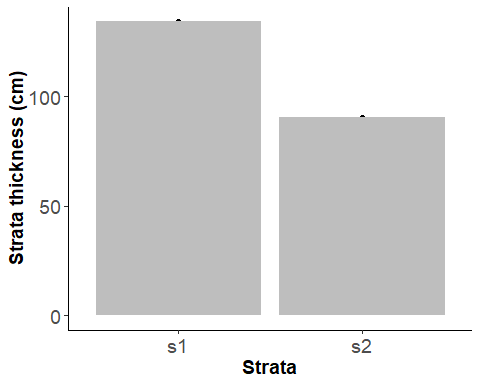 Strata thickness (cm)
100
50
0
s1
s2
Strata